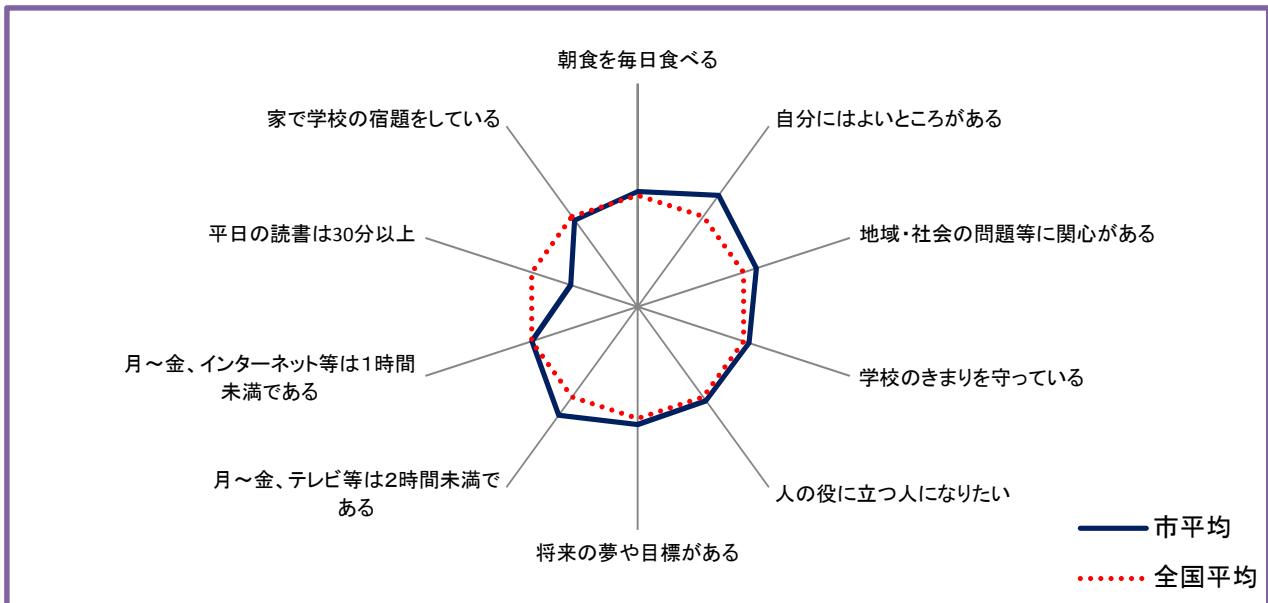 朝食を毎日食べる
家で学校の宿題をしている
自分にはよいところがある
平日の読書は30分以上
地域・社会の問題等に関心がある
月～金、インターネット等は１時間
未満である
学校のきまりを守っている
月～金、テレビ等は２時間未満で
ある
人の役に立つ人になりたい
将来の夢や目標がある
市平均
全国平均